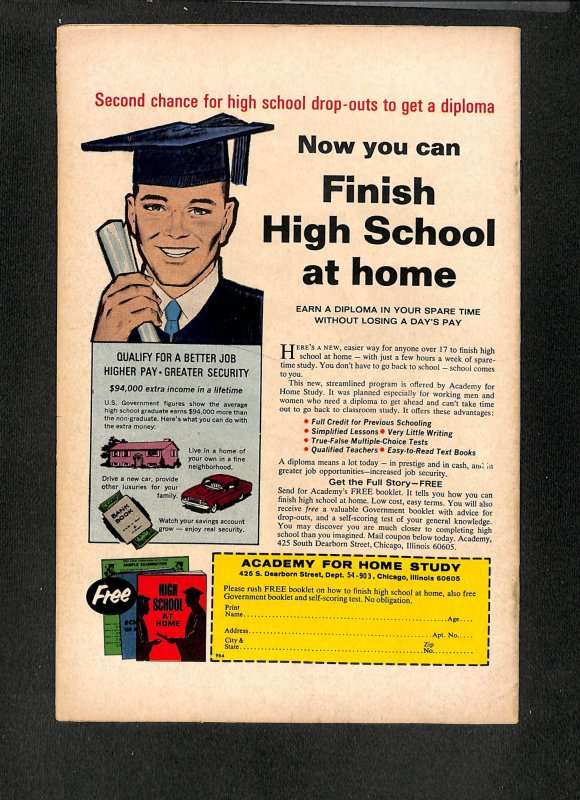 Second chance for high school drop-outs to get a diploma
Now you can
Finish
High School
at home
EARN A DIPLOMA IN YOUR SPARE TIME
WITHOUT LOSING A DAY'S PAY
QUALIFY FOR A BETTER JOB
HIGHER PAY • GREATER SECURITY
$94,000 extra income in a lifetime
U.S. Government figures show the average
high school graduate earns $94,000 more than
the non-graduate. Here's what you can do with
the extra money:
Live in a home of
your own in a fine
neighborhood.
Drive a new car, provide
other luxuries for your
family.
BANK
BOOK
Watch your savings account
grow — enjoy real security.
HERE'S A NEW, easier way for anyone over 17 to finish high
school at home — with just a few hours a week of spare-
time study. You don't have to go back to school — school comes
to you.
This new, streamlined program is offered by Academy for
Home Study. It was planned especially for working men and
women who need a diploma to get ahead and can't take time
out to go back to classroom study. It offers these advantages:
• Full Credit for Previous Schooling
• Simplified Lessons • Very Little Writing
• True-False Multiple-Choice Tests
• Qualified Teachers • Easy-to-Read Text Books
A diploma means a lot today — in prestige and in cash, and in
greater job opportunities—increased job security.
Get the Full Story—FREE
Send for Academy's FREE booklet. It tells you how you can
finish high school at home. Low cost, easy terms. You will also
receive free a valuable Government booklet with advice for
drop-outs, and a self-scoring test of your general knowledge.
You may discover you are much closer to completing high
school than you imagined. Mail coupon below today. Academy,
425 South Dearborn Street, Chicago, Illinois 60605.
Free
SAMPLE EXAMINATION
HIGH
SCHOOL
AT
HOME
ACADEMY FOR HOME STUDY
425 S. Dearborn Street, Dept. 54-903, Chicago, Illinois 60605
Please rush FREE booklet on how to finish high school at home, also free
Government booklet and self-scoring test. No obligation.
Print
Name Age
Address Apt. No.
City & Zip
State No.
964